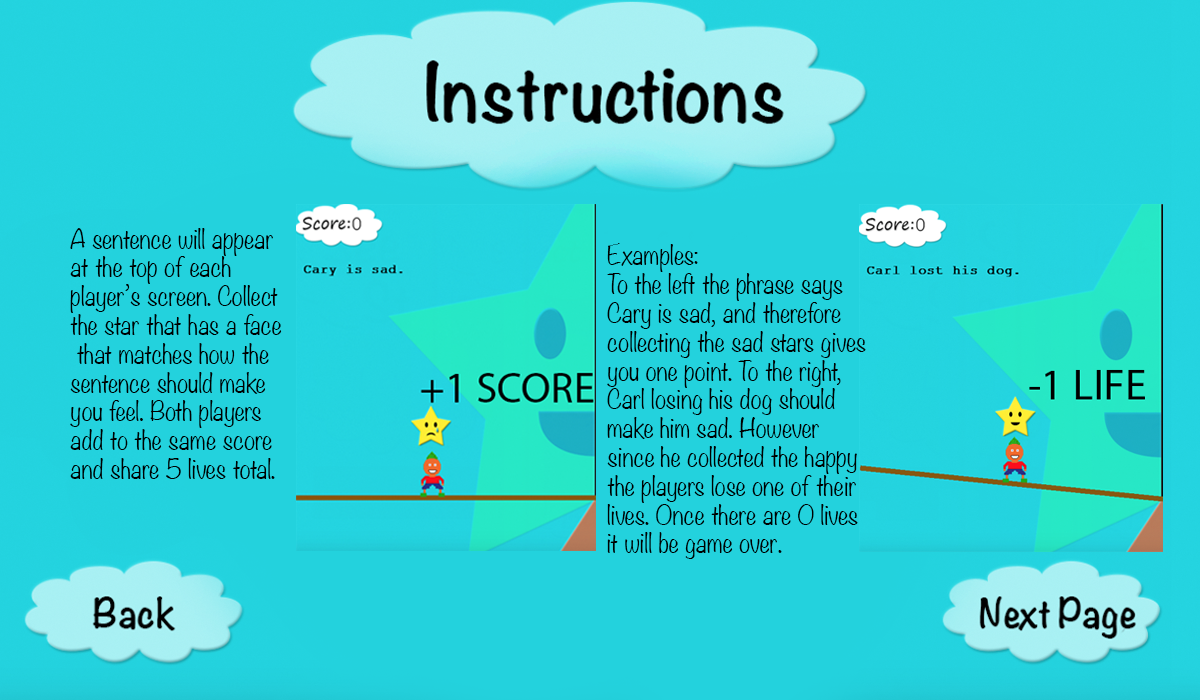 Instructions
A sentence will appear
at the top of each
player's screen. Collect
the star that has a face
that matches how the
sentence should make
you feel. Both players
add to the same score
and share 5 lives total.
Score:0
Cary is sad.
+1 SCORE
Examples:
To the left the phrase says
Cary is sad, and therefore
collecting the sad stars gives
you one point. To the right,
Carl losing his dog should
make him sad. However
since he collected the happy
the players lose one of their
lives. Once there are 0 lives
it will be game over.
Score:0
Carl lost his dog.
-1 LIFE
Back
Next Page